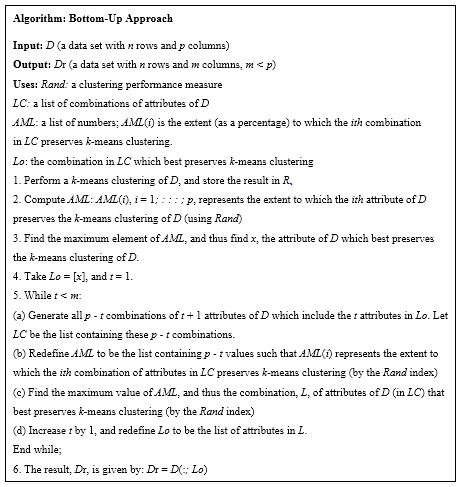 Algorithm: Bottom-Up Approach
Input: D (a data set with n rows and p columns)
Output: Dr (a data set with n rows and m columns, m < p)
Uses: Rand: a clustering performance measure
LC: a list of combinations of attributes of D
AML: a list of numbers; AML(i) is the extent (as a percentage) to which the ith combination
in LC preserves k-means clustering.
Lo: the combination in LC which best preserves k-means clustering
1. Perform a k-means clustering of D, and store the result in R,
2. Compute AML: AML(i), i = 1; : : : ; p, represents the extent to which the ith attribute of D
preserves the k-means clustering of D (using Rand)
3. Find the maximum element of AML, and thus find x, the attribute of D which best preserves
the k-means clustering of D.
4. Take Lo = [x], and t = 1.
5. While t < m:
(a) Generate all p - t combinations of t + 1 attributes of D which include the t attributes in Lo. Let
LC be the list containing these p - t combinations.
(b) Redefine AML to be the list containing p - t values such that AML(i) represents the extent to
which the ith combination of attributes in LC preserves k-means clustering (by the Rand index)
(c) Find the maximum value of AML, and thus the combination, L, of attributes of D (in LC) that
best preserves k-means clustering (by the Rand index)
(d) Increase t by 1, and redefine Lo to be the list of attributes in L.
End while;
6. The result, Dr, is given by: Dr = D(:; Lo)